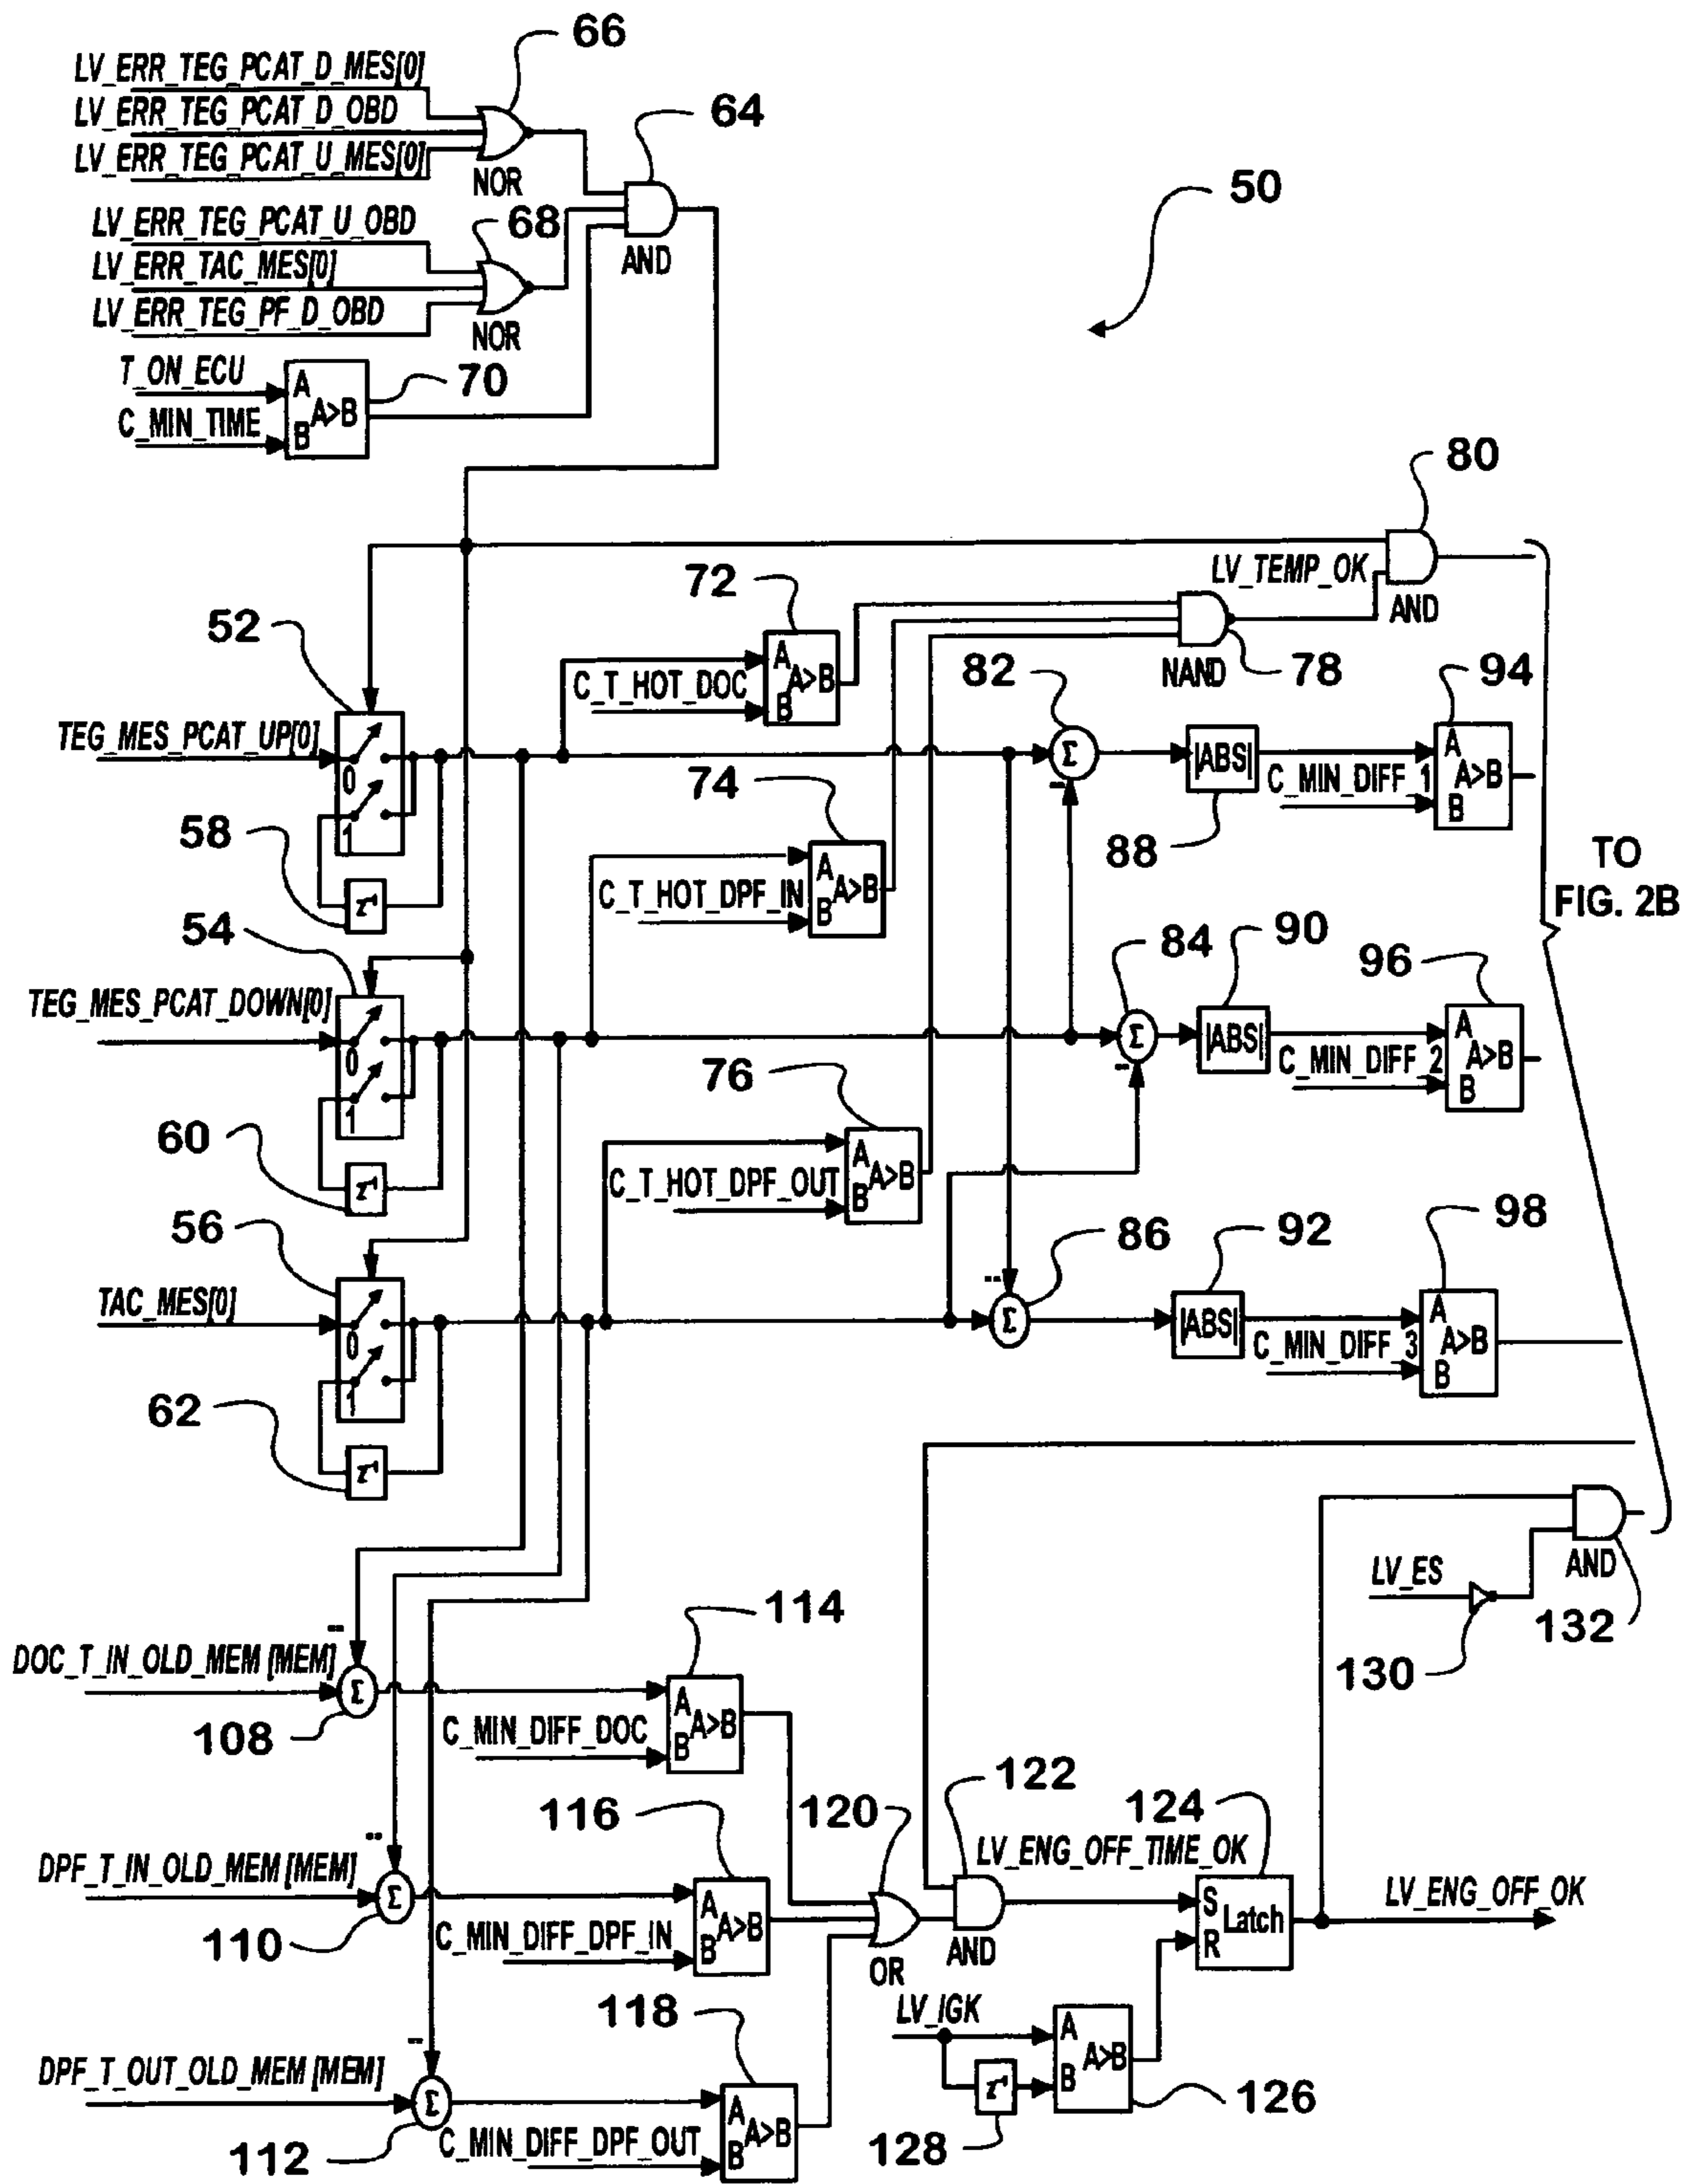 66
LV_ERR_TEG_PCAT_D_MES[0]
LV_ERR_TEG_PCAT_D_OBD
LV_ERR_TEG_PCAT_U_MES[0]
NOR
64
AND
50
LV_ERR_TEG_PCAT_U_OBD
LV_ERR_TAC_MES[0]
LV_ERR_TEG_PF_D_OBD
68
NOR
T_ON_ECU
C_MIN_TIME
A
B
A>B
70
80
LV_TEMP_OK
AND
72
C_T_HOT_DOC
A
B
A>B
NAND
78
52
TEG_MES_PCAT_UP[0]
0
1
58
z⁻¹
82
Σ
-
|ABS|
88
C_MIN_DIFF_1
94
A
B
A>B
74
C_T_HOT_DPF_IN
A
B
A>B
TO
FIG. 2B
54
TEG_MES_PCAT_DOWN[0]
0
1
60
z⁻¹
84
Σ
-
90
|ABS|
C_MIN_DIFF_2
96
A
B
A>B
76
C_T_HOT_DPF_OUT
A
B
A>B
56
TAC_MES[0]
0
1
62
z⁻¹
86
--
Σ
92
|ABS|
C_MIN_DIFF_3
98
A
B
A>B
LV_ES
130
AND
132
DOC_T_IN_OLD_MEM [MEM]
--
Σ
108
114
C_MIN_DIFF_DOC
A
B
A>B
DPF_T_IN_OLD_MEM [MEM]
--
Σ
110
116
C_MIN_DIFF_DPF_IN
A
B
A>B
120
OR
122
AND
LV_ENG_OFF_TIME_OK
124
S
R
Latch
LV_ENG_OFF_OK
DPF_T_OUT_OLD_MEM [MEM]
--
Σ
112
118
C_MIN_DIFF_DPF_OUT
A
B
A>B
LV_IGK
z⁻¹
128
A
B
A>B
126